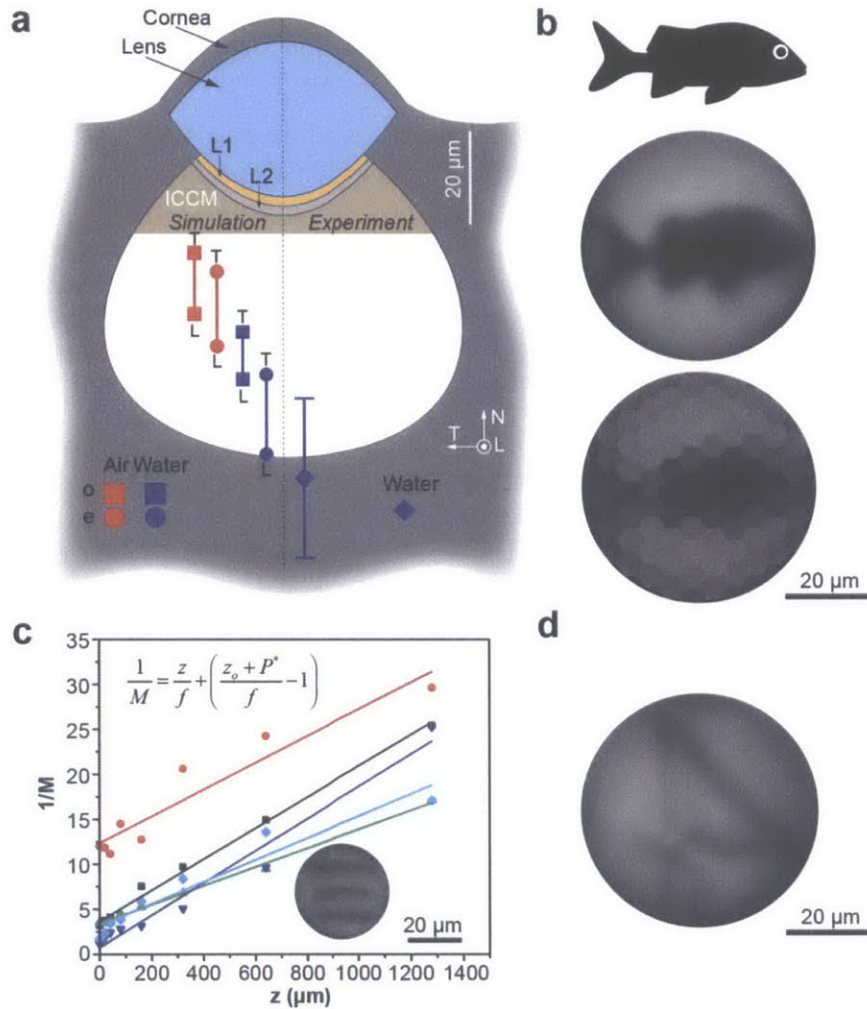 a
Cornea
Lens
L1
L2
ICCM
Simulation
Experiment
20 µm
T
T
L
L
T
T
L
L
N
T
L
Air Water
o
e
Water
b
20 µm
c
1/M = z/f + (z_o + P*/f − 1)
35
30
25
20
15
10
5
0
1/M
20 µm
0 200 400 600 800 1000 1200 1400
z (µm)
d
20 µm